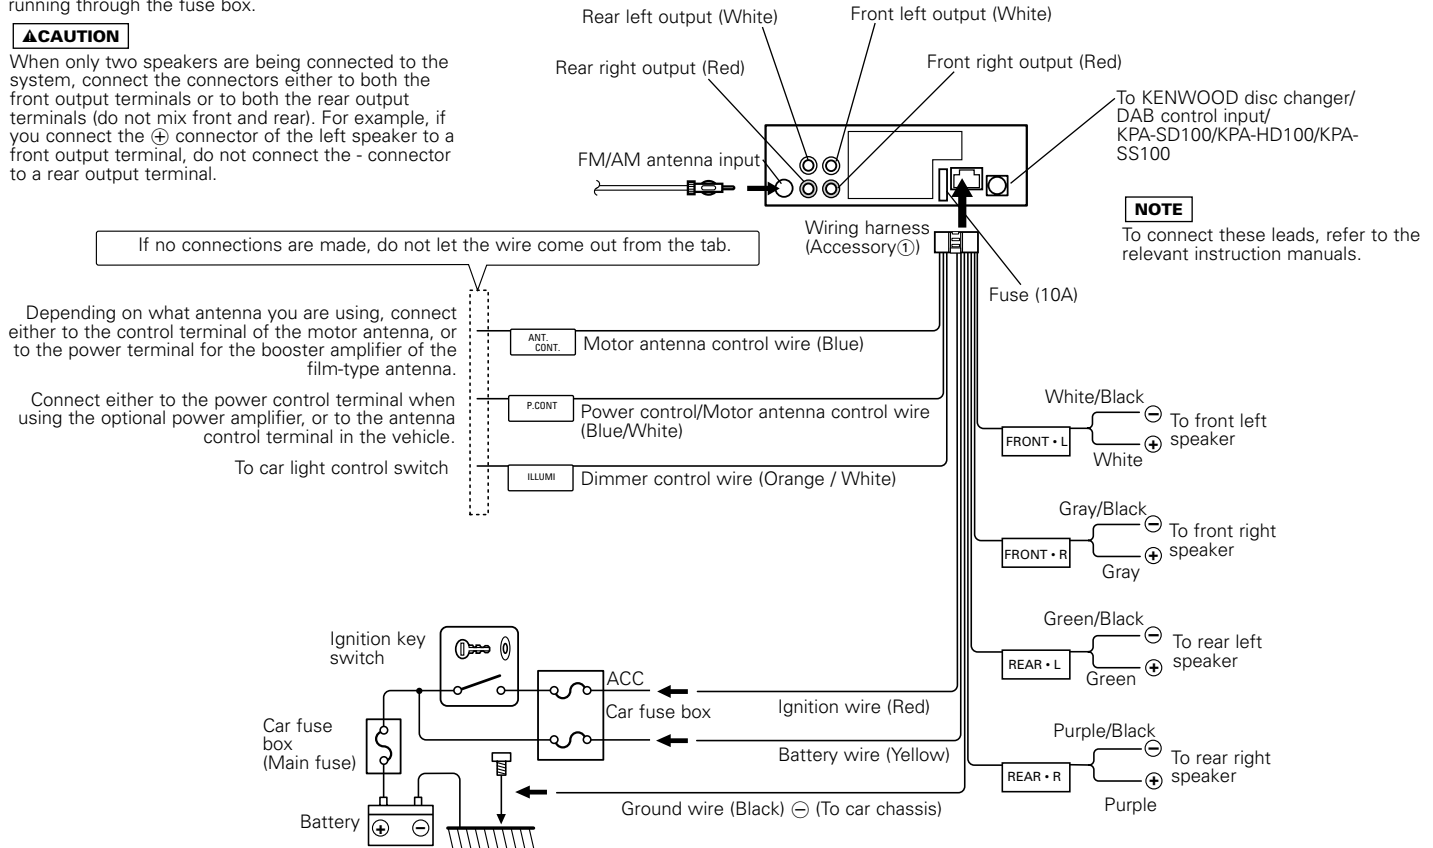 running through the fuse box.
⚠CAUTION
When only two speakers are being connected to the
system, connect the connectors either to both the
front output terminals or to both the rear output
terminals (do not mix front and rear). For example, if
you connect the ⊕ connector of the left speaker to a
front output terminal, do not connect the - connector
to a rear output terminal.
Rear left output (White)
Front left output (White)
Rear right output (Red)
Front right output (Red)
To KENWOOD disc changer/
DAB control input/
KPA-SD100/KPA-HD100/KPA-
SS100
FM/AM antenna input
NOTE
To connect these leads, refer to the
relevant instruction manuals.
Wiring harness
(Accessory①)
Fuse (10A)
If no connections are made, do not let the wire come out from the tab.
Depending on what antenna you are using, connect
either to the control terminal of the motor antenna, or
to the power terminal for the booster amplifier of the
film-type antenna.
ANT.
CONT.
Motor antenna control wire (Blue)
Connect either to the power control terminal when
using the optional power amplifier, or to the antenna
control terminal in the vehicle.
P.CONT
Power control/Motor antenna control wire
(Blue/White)
To car light control switch
ILLUMI
Dimmer control wire (Orange / White)
White/Black
⊖
FRONT • L
To front left
speaker
⊕
White
Gray/Black
⊖
FRONT • R
To front right
speaker
⊕
Gray
Green/Black
⊖
REAR • L
To rear left
speaker
⊕
Green
Purple/Black
⊖
REAR • R
To rear right
speaker
⊕
Purple
Ignition key
switch
ACC
Car fuse box
Ignition wire (Red)
Car fuse
box
(Main fuse)
Battery wire (Yellow)
Ground wire (Black) ⊖ (To car chassis)
Battery
⊕
⊖